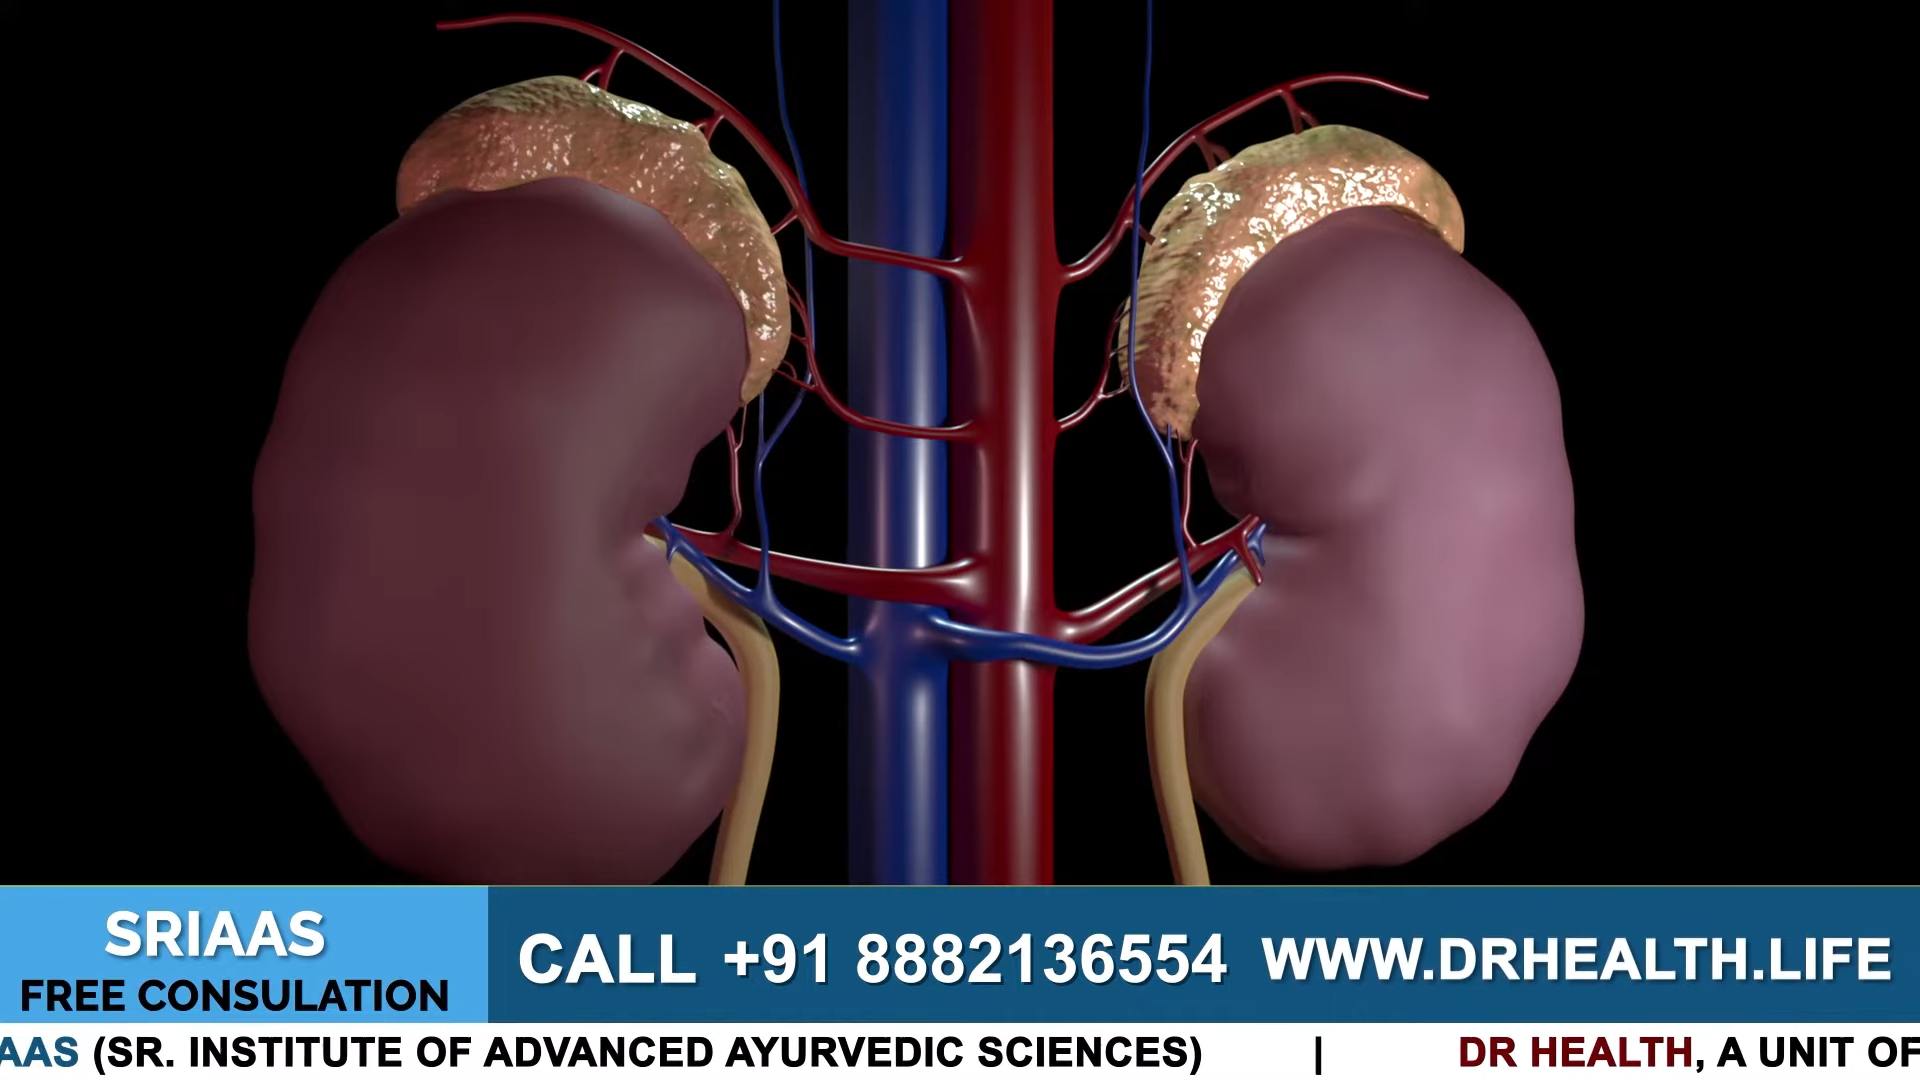 SRIAAS
FREE CONSULATION
CALL +91 8882136554
WWW.DRHEALTH.LIFE
AAS (SR. INSTITUTE OF ADVANCED AYURVEDIC SCIENCES) | DR HEALTH, A UNIT OF